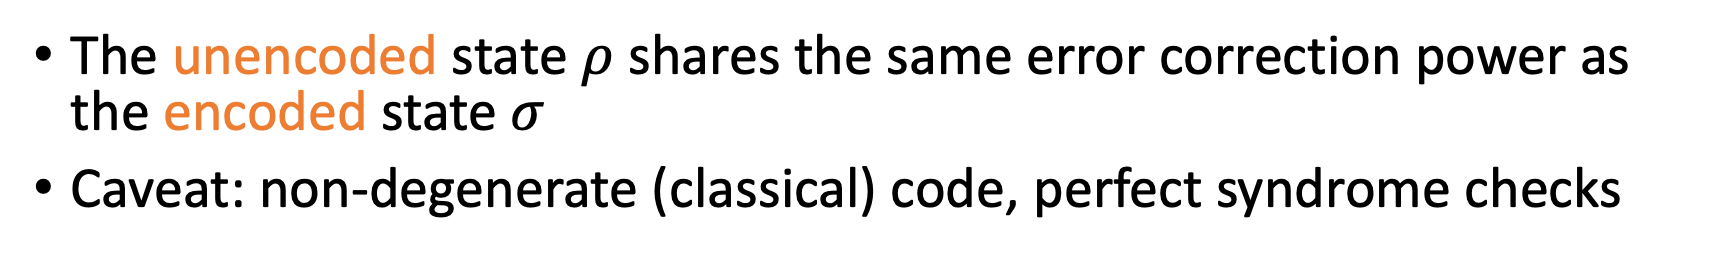 • The unencoded state ρ shares the same error correction power as
the encoded state σ
• Caveat: non-degenerate (classical) code, perfect syndrome checks